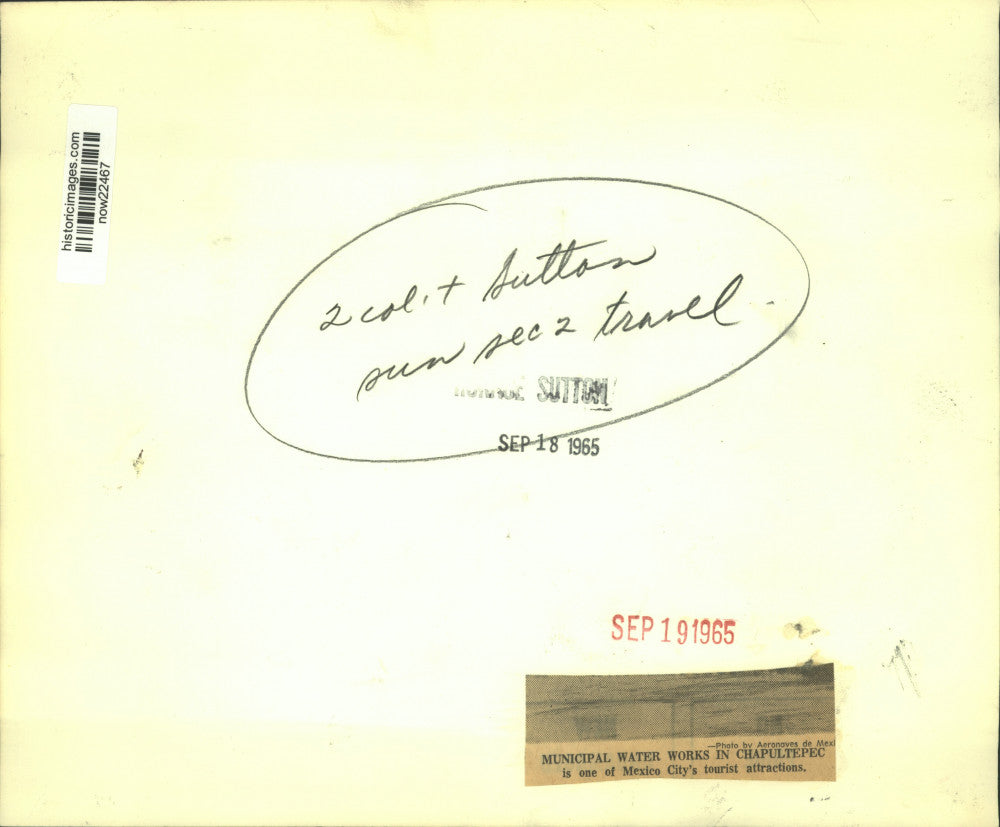 historicimages.com
now22467
2 col. + Sutton
sun sec 2 travel
SUTTON
SEP 18 1965
SEP 19 1965
—Photo by Aeronaves de Mexi
MUNICIPAL WATER WORKS IN CHAPULTEPEC
is one of Mexico City's tourist attractions.